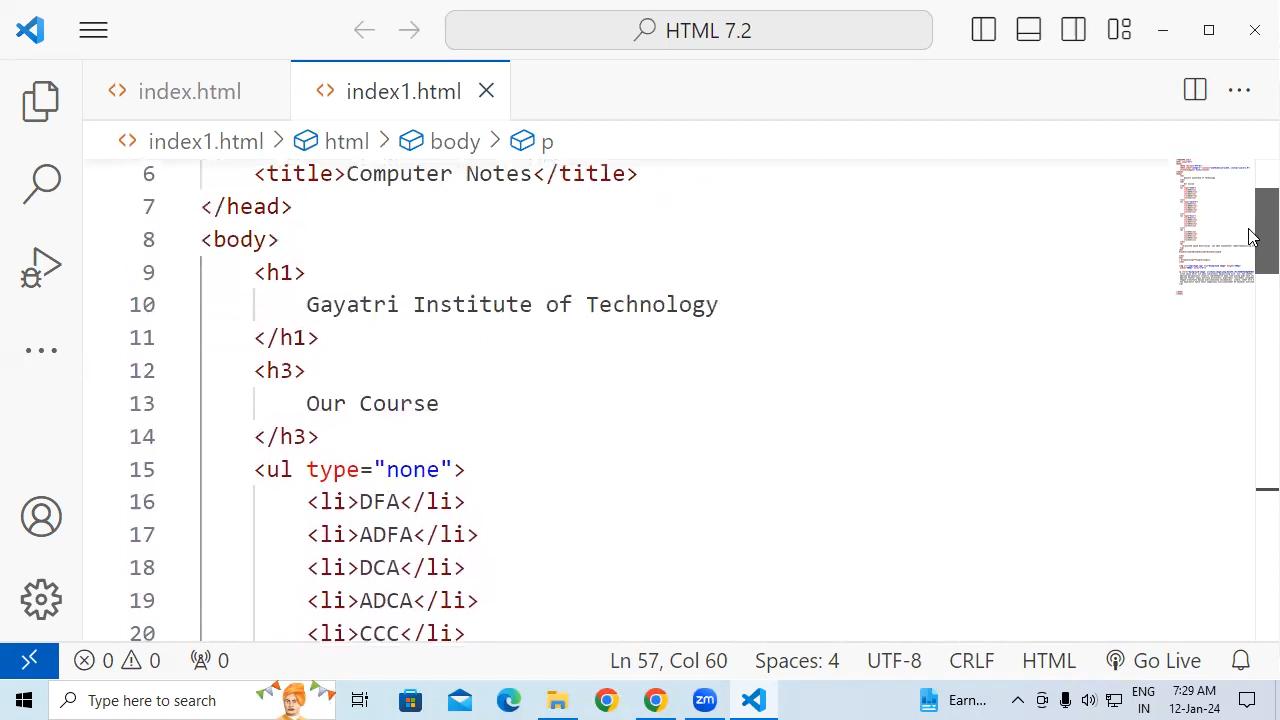 HTML 7.2
<> index.html
<> index1.html
<> index1.html > html > body > p
6 <title>Computer Notes</title>
7 </head>
8 <body>
9 <h1>
10 Gayatri Institute of Technology
11 </h1>
12 <h3>
13 Our Course
14 </h3>
15 <ul type="none">
16 <li>DFA</li>
17 <li>ADFA</li>
18 <li>DCA</li>
19 <li>ADCA</li>
20 <li>CCC</li>
0 0 0 Ln 57, Col 60 Spaces: 4 UTF-8 CRLF HTML Go Live
Type here to search zm Earn... ENG 7:29 AM
IN 12-Jan-24